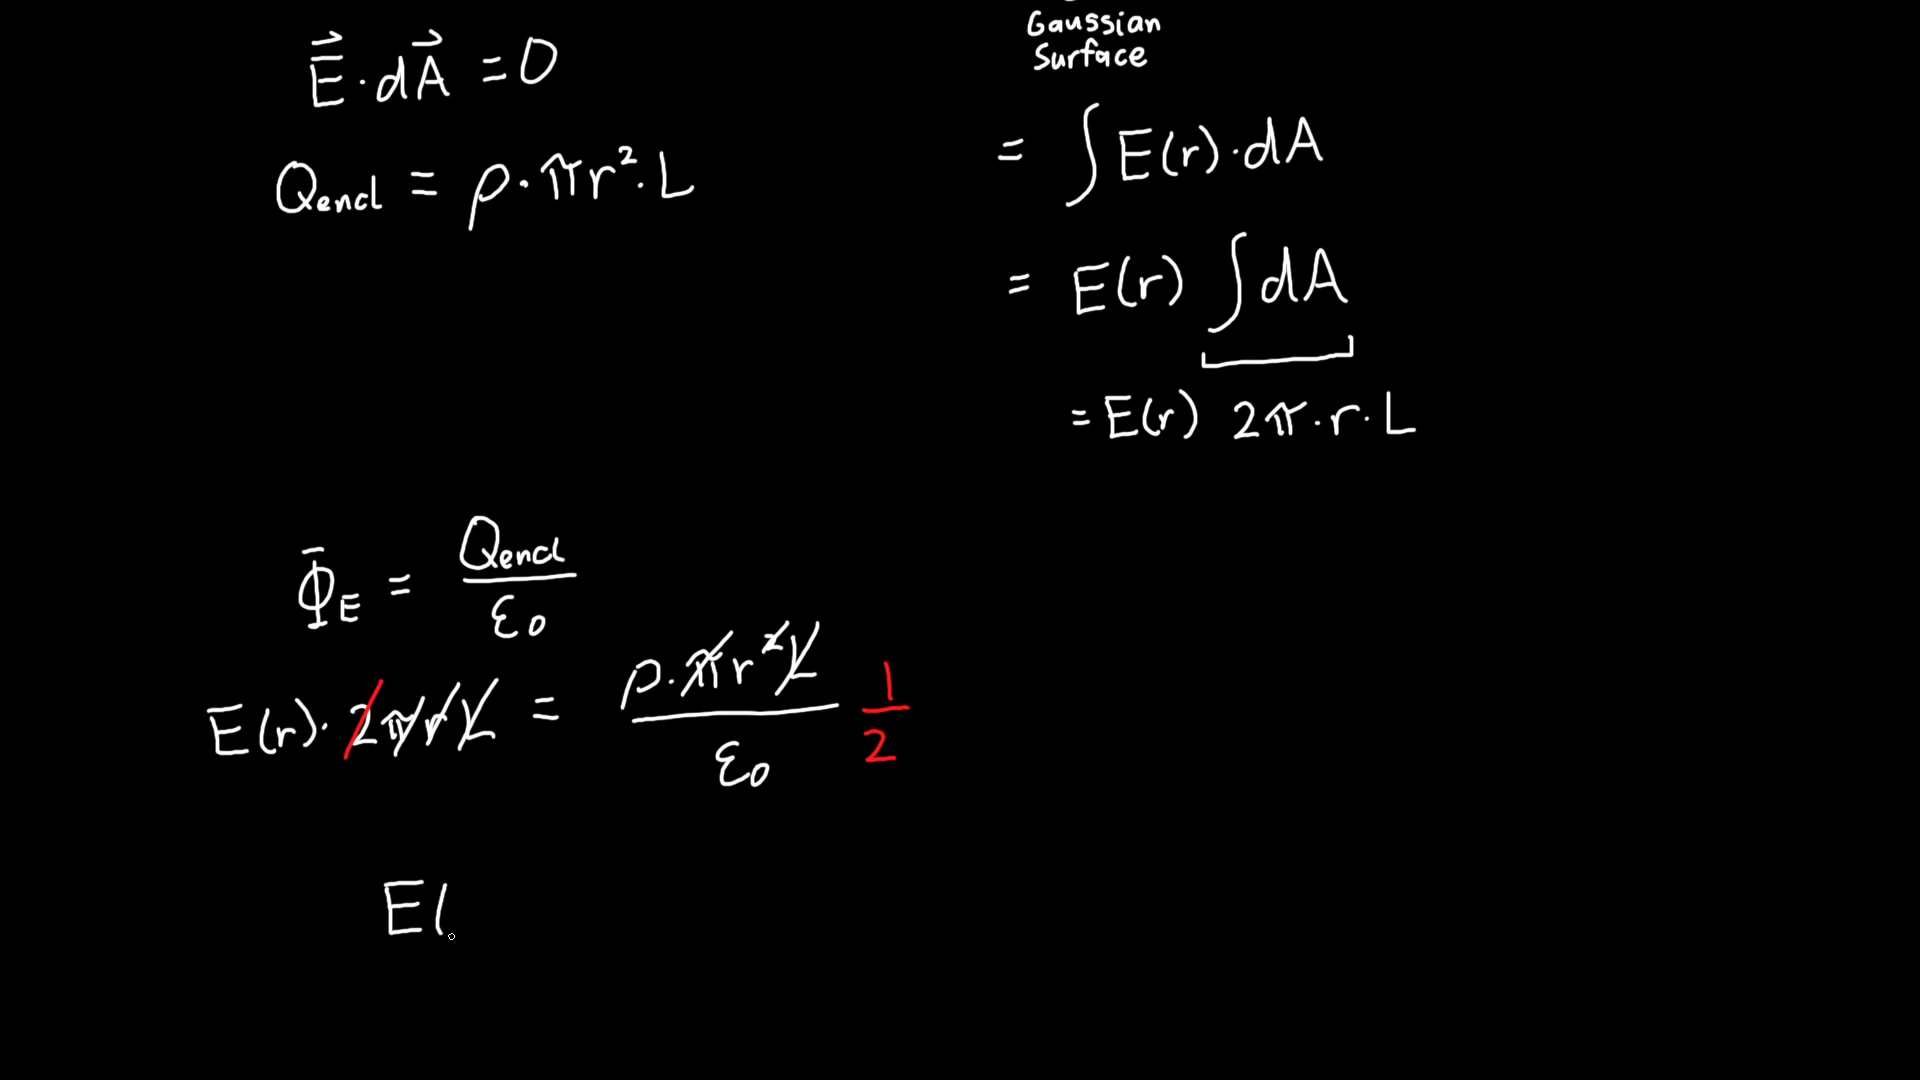 E⃗ · dA⃗ = 0
Qencl = ρ · πr² · L
Gaussian
Surface
= ∫ E(r) · dA
= E(r) ∫ dA
= E(r) 2π · r · L
Φ_E = Qencl / ε₀
E(r) · 2πrL = ρ · πr²L / ε₀ 1/2
E(